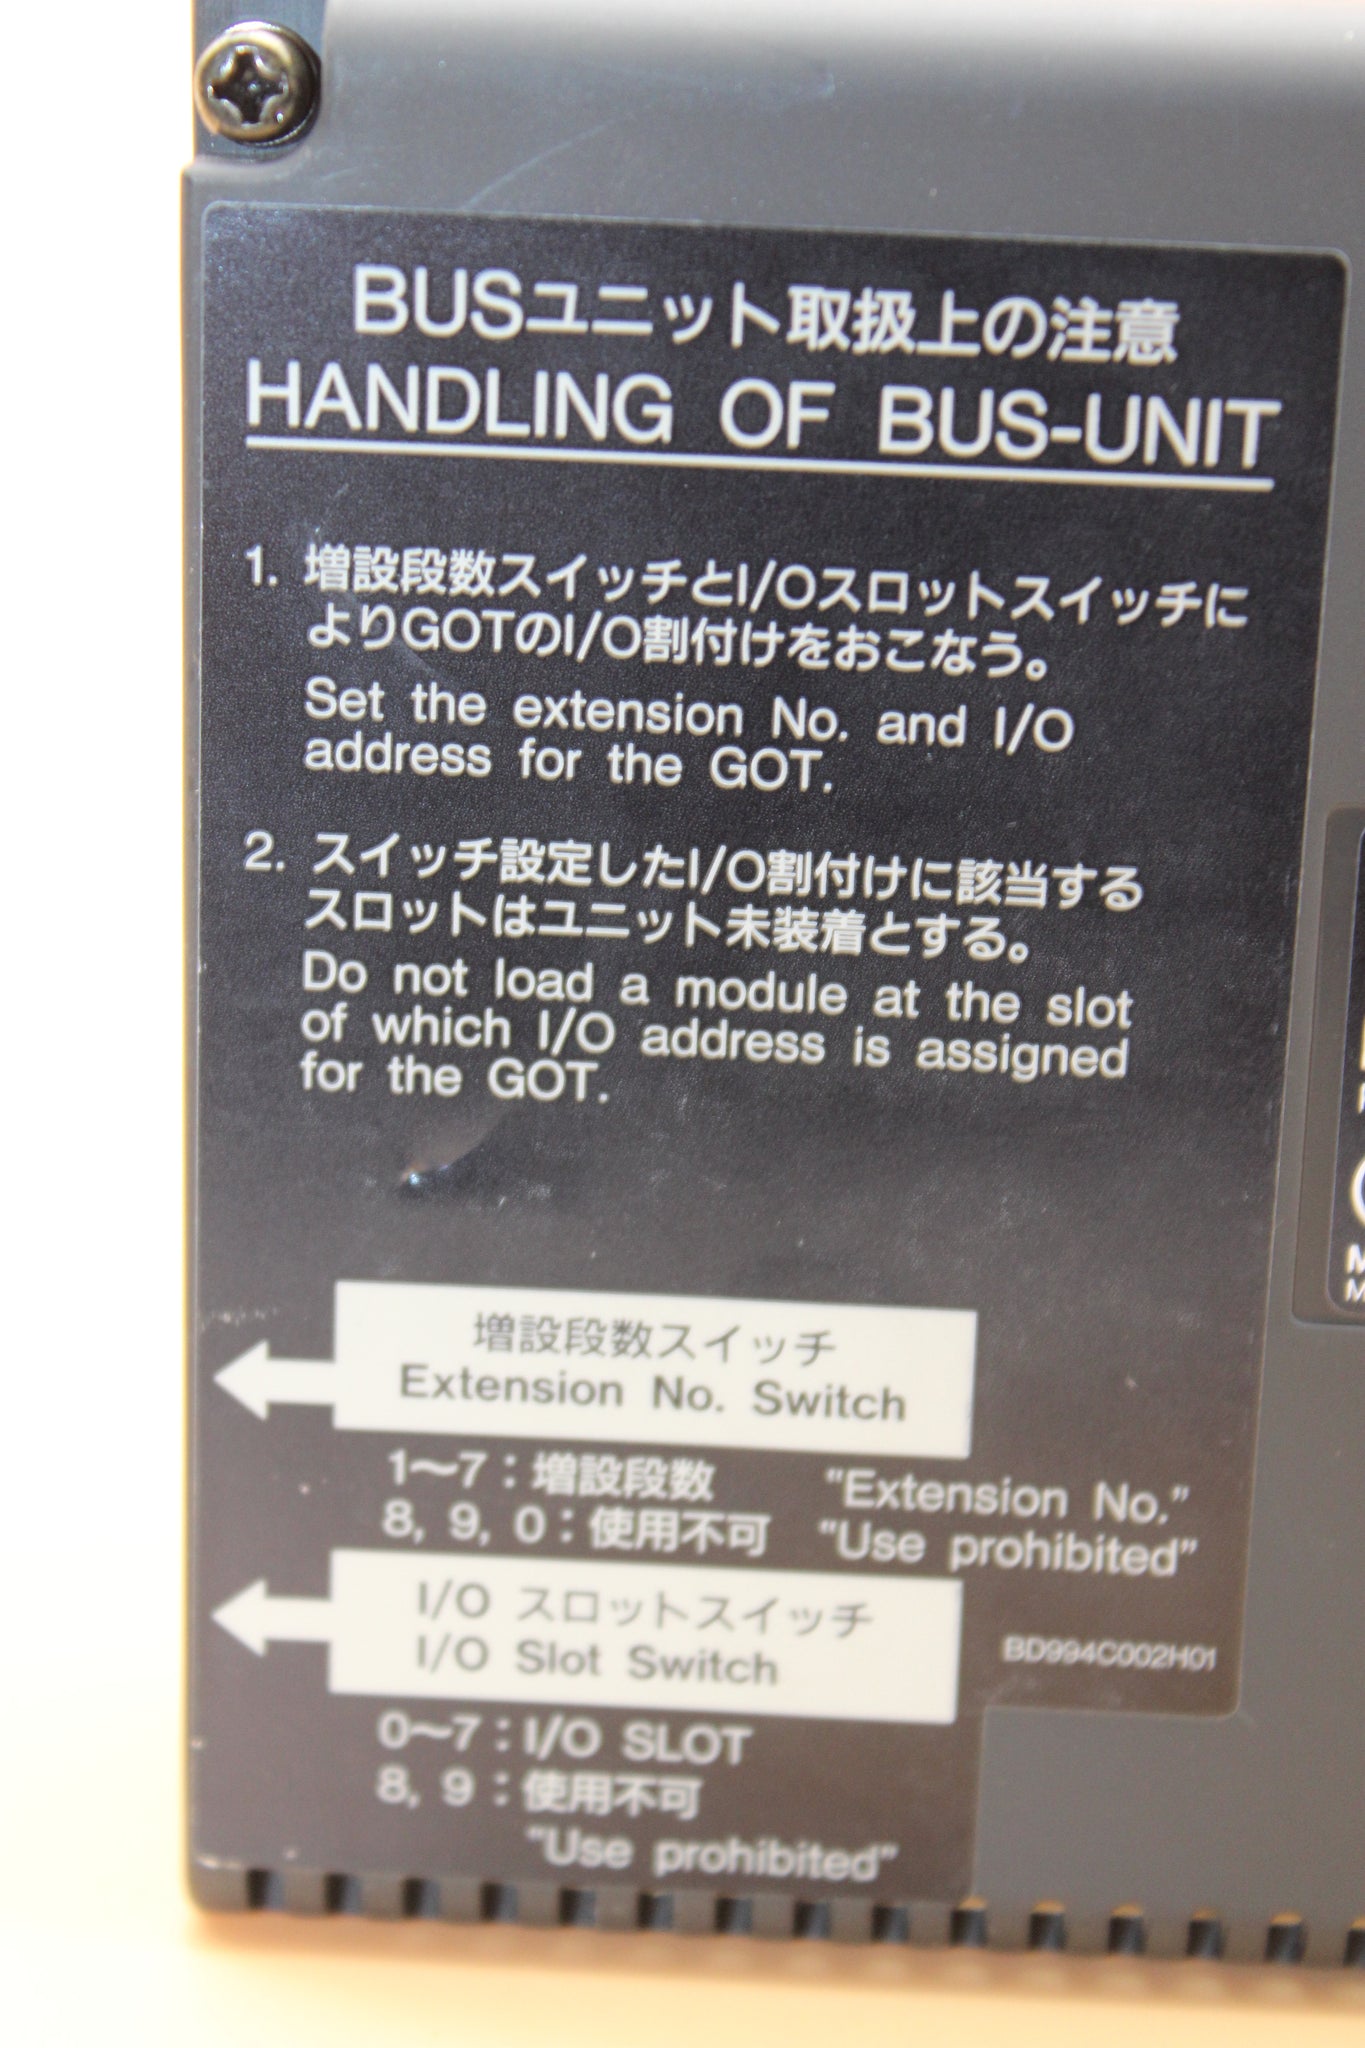 BUSユニット取扱上の注意
HANDLING OF BUS-UNIT
1. 増設段数スイッチとI/Oスロットスイッチに
よりGOTのI/O割付けをおこなう。
Set the extension No. and I/O
address for the GOT.
2. スイッチ設定したI/O割付けに該当する
スロットはユニット未装着とする。
Do not load a module at the slot
of which I/O address is assigned
for the GOT.
増設段数スイッチ
Extension No. Switch
1〜7：増設段数 "Extension No."
8, 9, 0：使用不可 "Use prohibited"
I/O スロットスイッチ
I/O Slot Switch
BD994C002H01
0〜7：I/O SLOT
8, 9：使用不可
"Use prohibited"